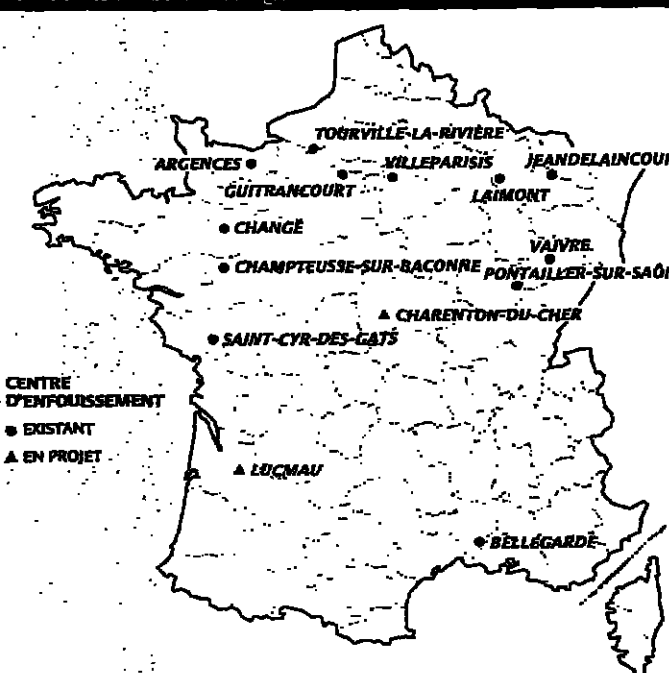 TOURVILLE-LA-RIVIÈRE
ARGENCES
VILLEPARISIS
JEANDELAINCOURT
GUITRANCOURT
LAIMONT
CHANGÉ
VAIVRE
CHAMPTEUSSE-SUR-BACONNE
PONTAILLER-SUR-SAÔN
CHARENTON-DU-CHER
SAINT-CYR-DES-GATS
CENTRE
D'ENFOUISSEMENT
EXISTANT
EN PROJET
LUCMAU
BELLEGARDE